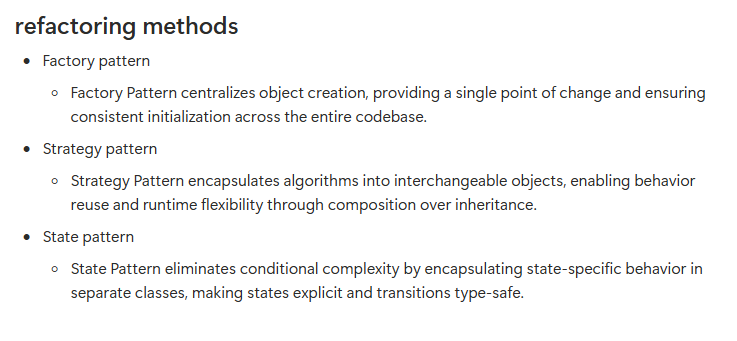 refactoring methods
Factory pattern
Factory Pattern centralizes object creation, providing a single point of change and ensuring
consistent initialization across the entire codebase.
Strategy pattern
Strategy Pattern encapsulates algorithms into interchangeable objects, enabling behavior
reuse and runtime flexibility through composition over inheritance.
State pattern
State Pattern eliminates conditional complexity by encapsulating state-specific behavior in
separate classes, making states explicit and transitions type-safe.